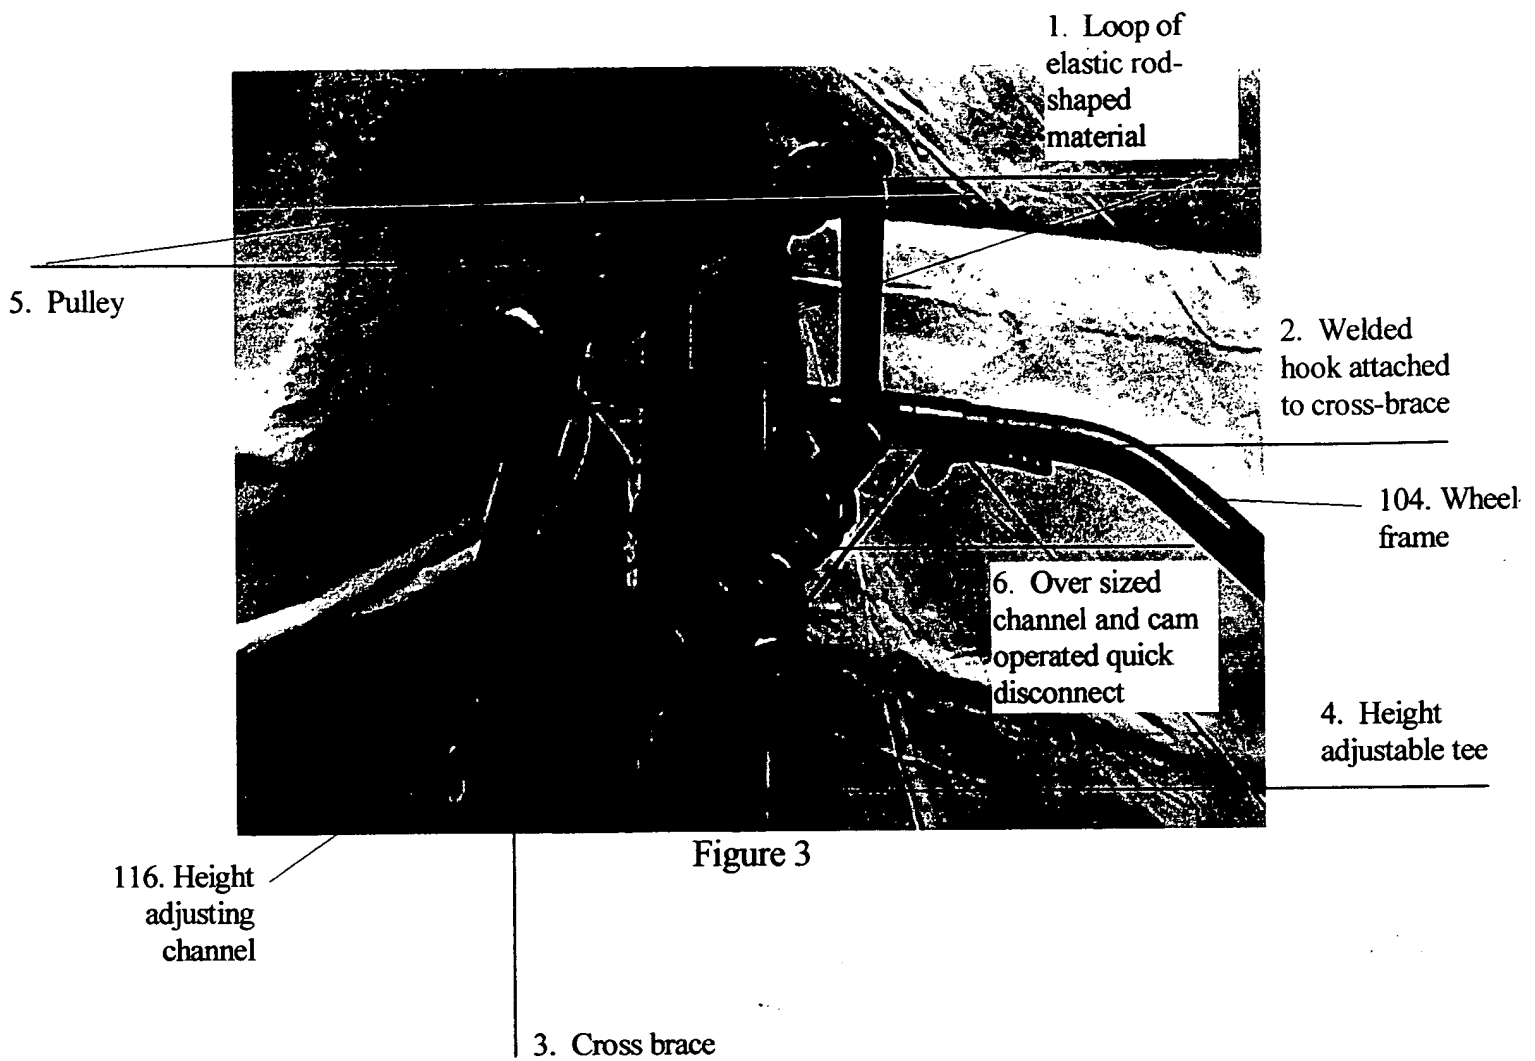 1. Loop of
elastic rod-
shaped
material
5. Pulley
2. Welded
hook attached
to cross-brace
104. Wheel-
frame
6. Over sized
channel and cam
operated quick
disconnect
4. Height
adjustable tee
Figure 3
116. Height
adjusting
channel
3. Cross brace